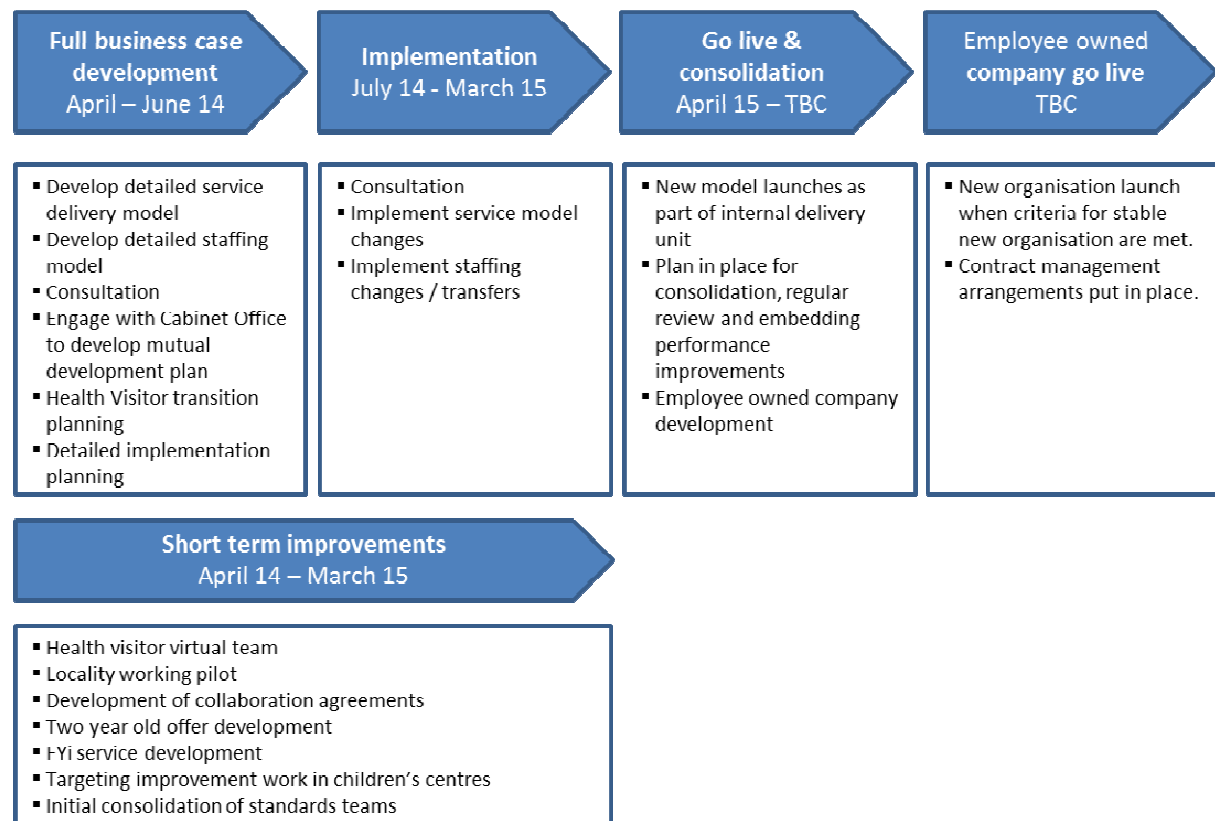 Full business case
development
April – June 14
Implementation
July 14 - March 15
Go live &
consolidation
April 15 – TBC
Employee owned
company go live
TBC
▪ Develop detailed service
delivery model
▪ Develop detailed staffing
model
▪ Consultation
▪ Engage with Cabinet Office
to develop mutual
development plan
▪ Health Visitor transition
planning
▪ Detailed implementation
planning
▪ Consultation
▪ Implement service model
changes
▪ Implement staffing
changes / transfers
▪ New model launches as
part of internal delivery
unit
▪ Plan in place for
consolidation, regular
review and embedding
performance
improvements
▪ Employee owned company
development
▪ New organisation launch
when criteria for stable
new organisation are met.
▪ Contract management
arrangements put in place.
Short term improvements
April 14 – March 15
▪ Health visitor virtual team
▪ Locality working pilot
▪ Development of collaboration agreements
▪ Two year old offer development
▪ FYi service development
▪ Targeting improvement work in children's centres
▪ Initial consolidation of standards teams